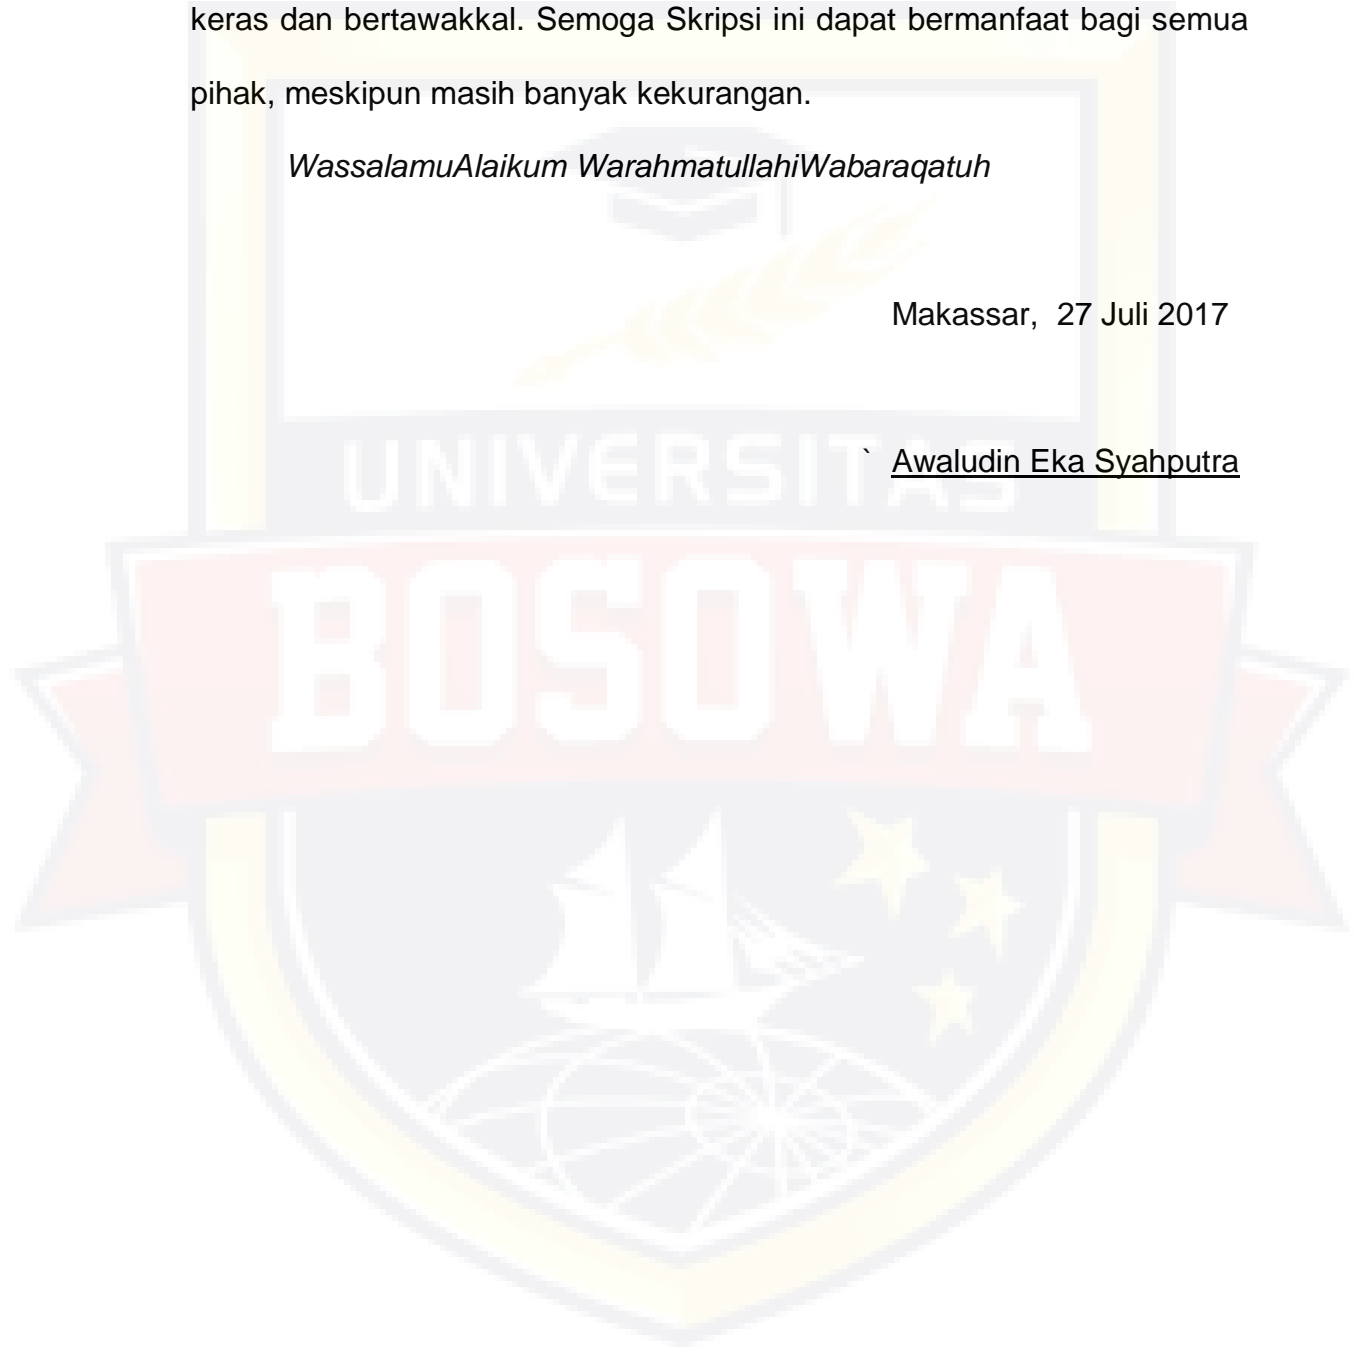 keras dan bertawakkal. Semoga Skripsi ini dapat bermanfaat bagi semua
pihak, meskipun masih banyak kekurangan.
WassalamuAlaikum WarahmatullahiWabaraqatuh
Makassar,  27 Juli 2017
` Awaludin Eka Syahputra
UNIVERSITAS
BOSOWA